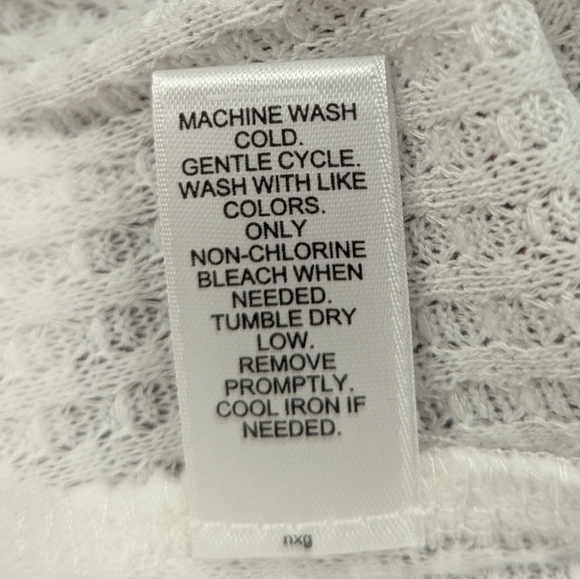 MACHINE WASH
COLD.
GENTLE CYCLE.
WASH WITH LIKE
COLORS.
ONLY
NON-CHLORINE
BLEACH WHEN
NEEDED.
TUMBLE DRY
LOW.
REMOVE
PROMPTLY.
COOL IRON IF
NEEDED.
nxg